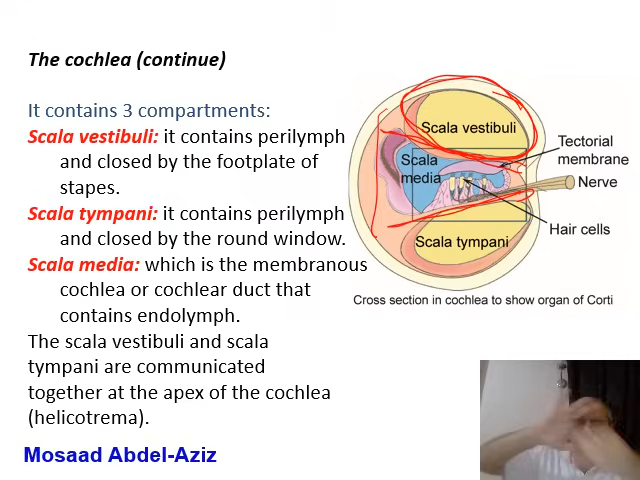 The cochlea (continue)
It contains 3 compartments:
Scala vestibuli: it contains perilymph
and closed by the footplate of
stapes.
Scala tympani: it contains perilymph
and closed by the round window.
Scala media: which is the membranous
cochlea or cochlear duct that
contains endolymph.
The scala vestibuli and scala
tympani are communicated
together at the apex of the cochlea
(helicotrema).
Mosaad Abdel-Aziz
Scala vestibuli
Scala
media
Tectorial
membrane
Nerve
Hair cells
Scala tympani
Cross section in cochlea to show organ of Corti